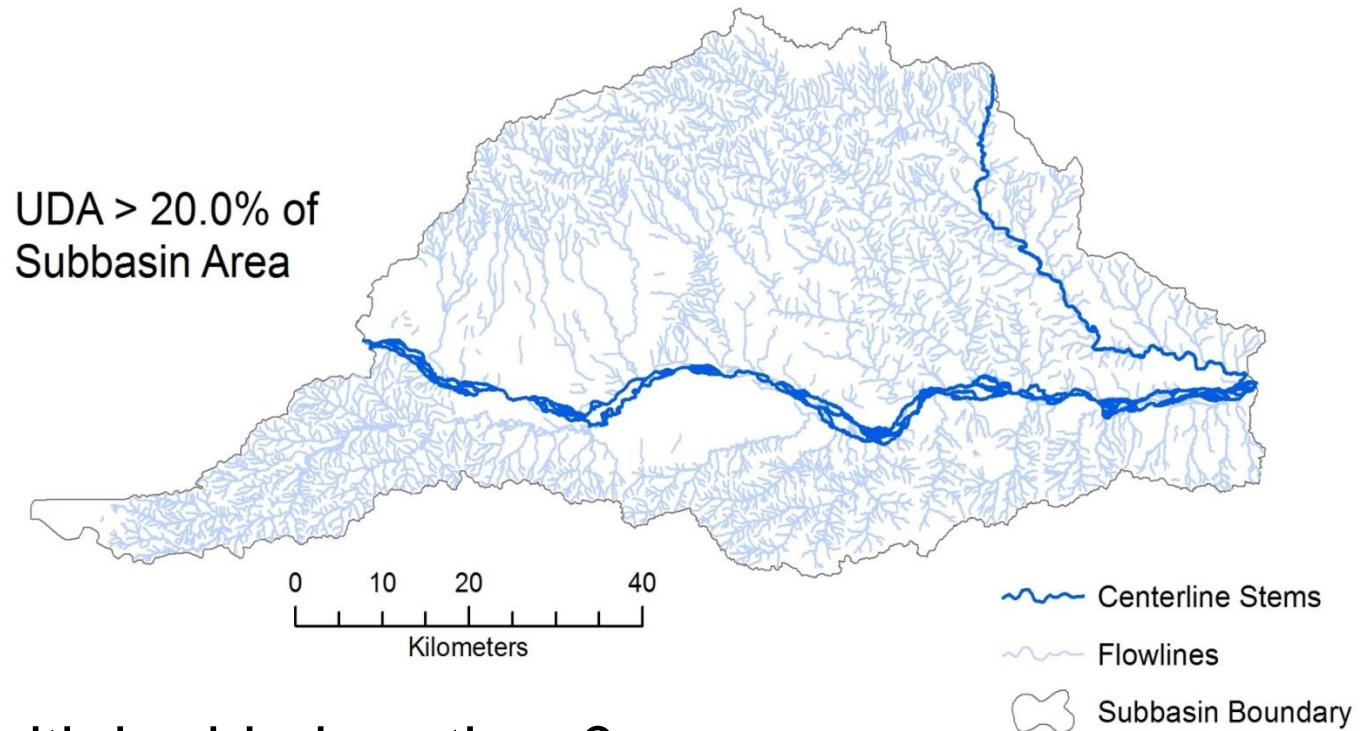 UDA > 20.0% of
Subbasin Area
0 10 20 40
Kilometers
Centerline Stems
Flowlines
Subbasin Boundary